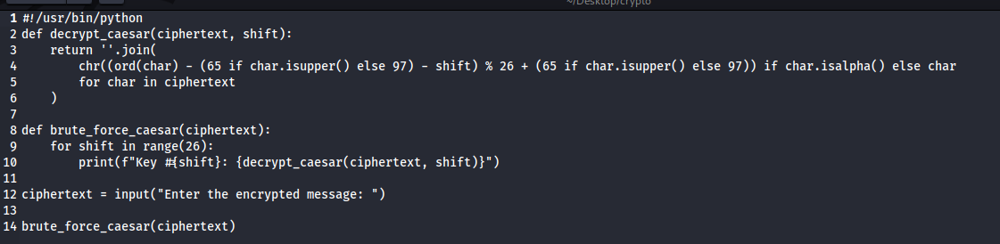 ~/Desktop/crypto
1 #!/usr/bin/python
2 def decrypt_caesar(ciphertext, shift):
3     return ''.join(
4         chr((ord(char) - (65 if char.isupper() else 97) - shift) % 26 + (65 if char.isupper() else 97)) if char.isalpha() else char
5         for char in ciphertext
6     )
7
8 def brute_force_caesar(ciphertext):
9     for shift in range(26):
10         print(f"Key #{shift}: {decrypt_caesar(ciphertext, shift)}")
11
12 ciphertext = input("Enter the encrypted message: ")
13
14 brute_force_caesar(ciphertext)